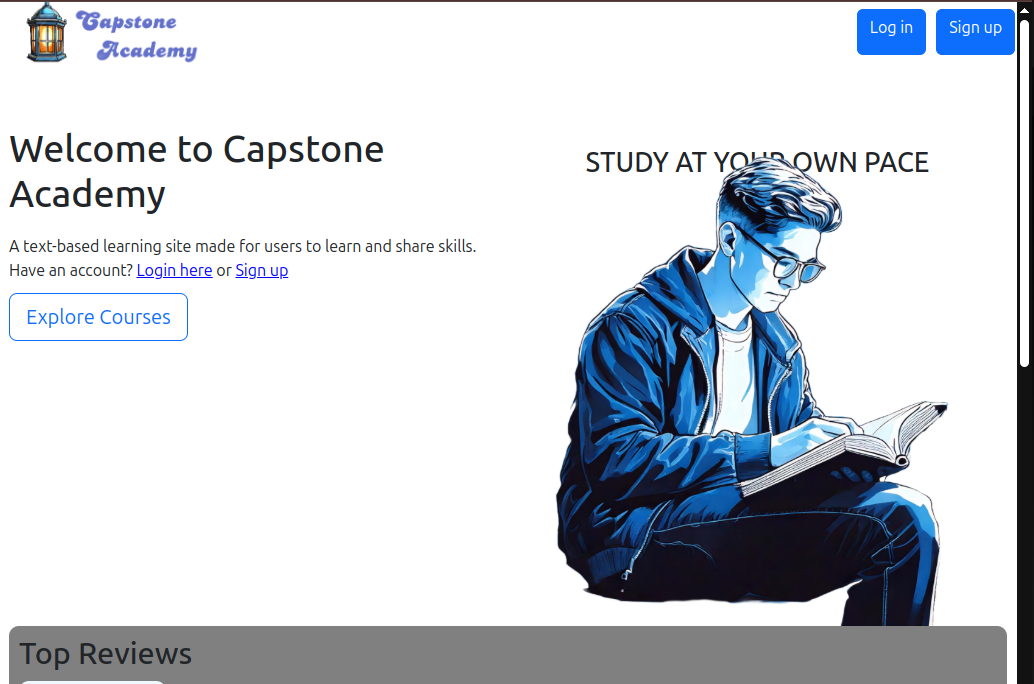 Capstone
Academy
Log in
Sign up
Welcome to Capstone
Academy
STUDY AT YOUR OWN PACE
A text-based learning site made for users to learn and share skills.
Have an account? Login here or Sign up
Explore Courses
Top Reviews